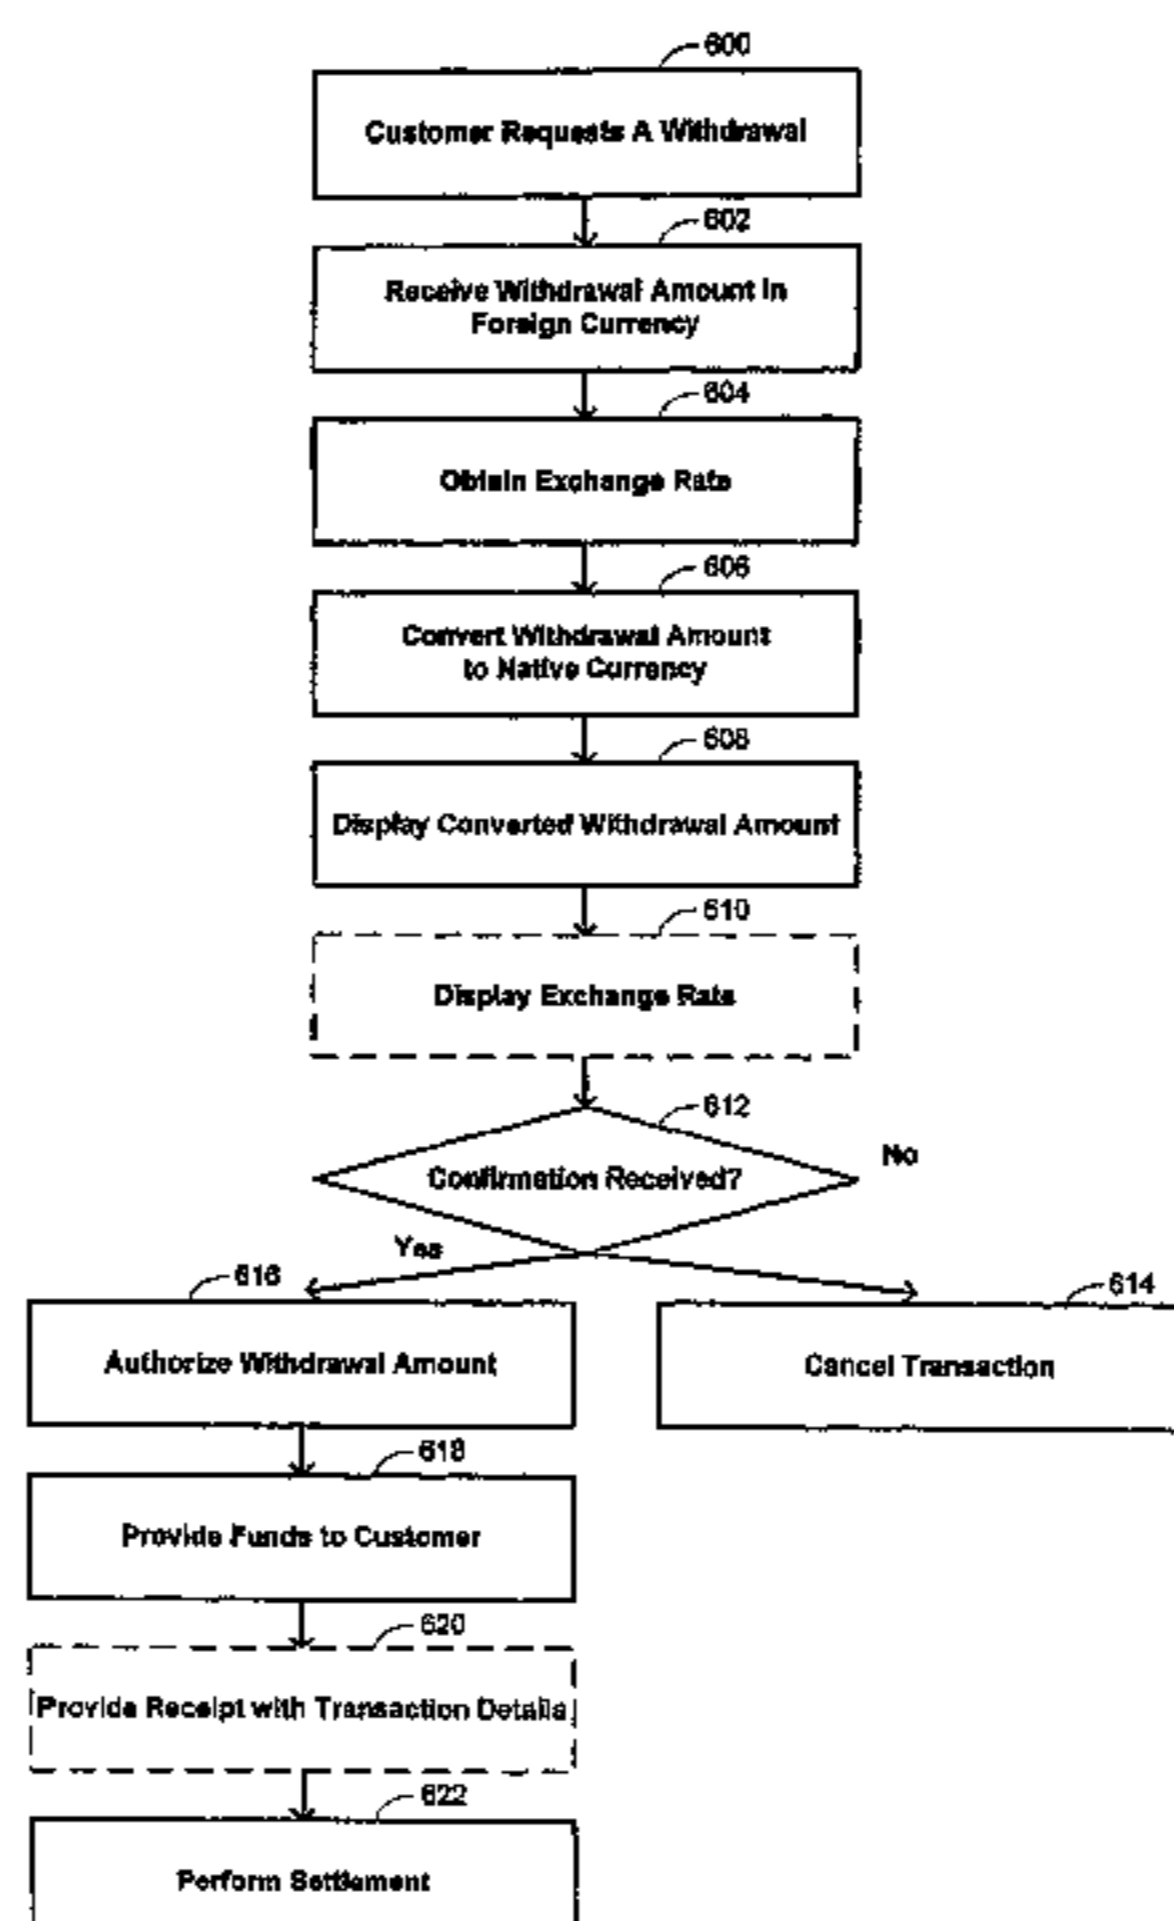 600
Customer Requests A Withdrawal
602
Receive Withdrawal Amount in
Foreign Currency
604
Obtain Exchange Rate
606
Convert Withdrawal Amount
to Native Currency
608
Display Converted Withdrawal Amount
610
Display Exchange Rate
612
Confirmation Received?
No
Yes
616
Authorize Withdrawal Amount
614
Cancel Transaction
618
Provide Funds to Customer
620
Provide Receipt with Transaction Details
622
Perform Settlement